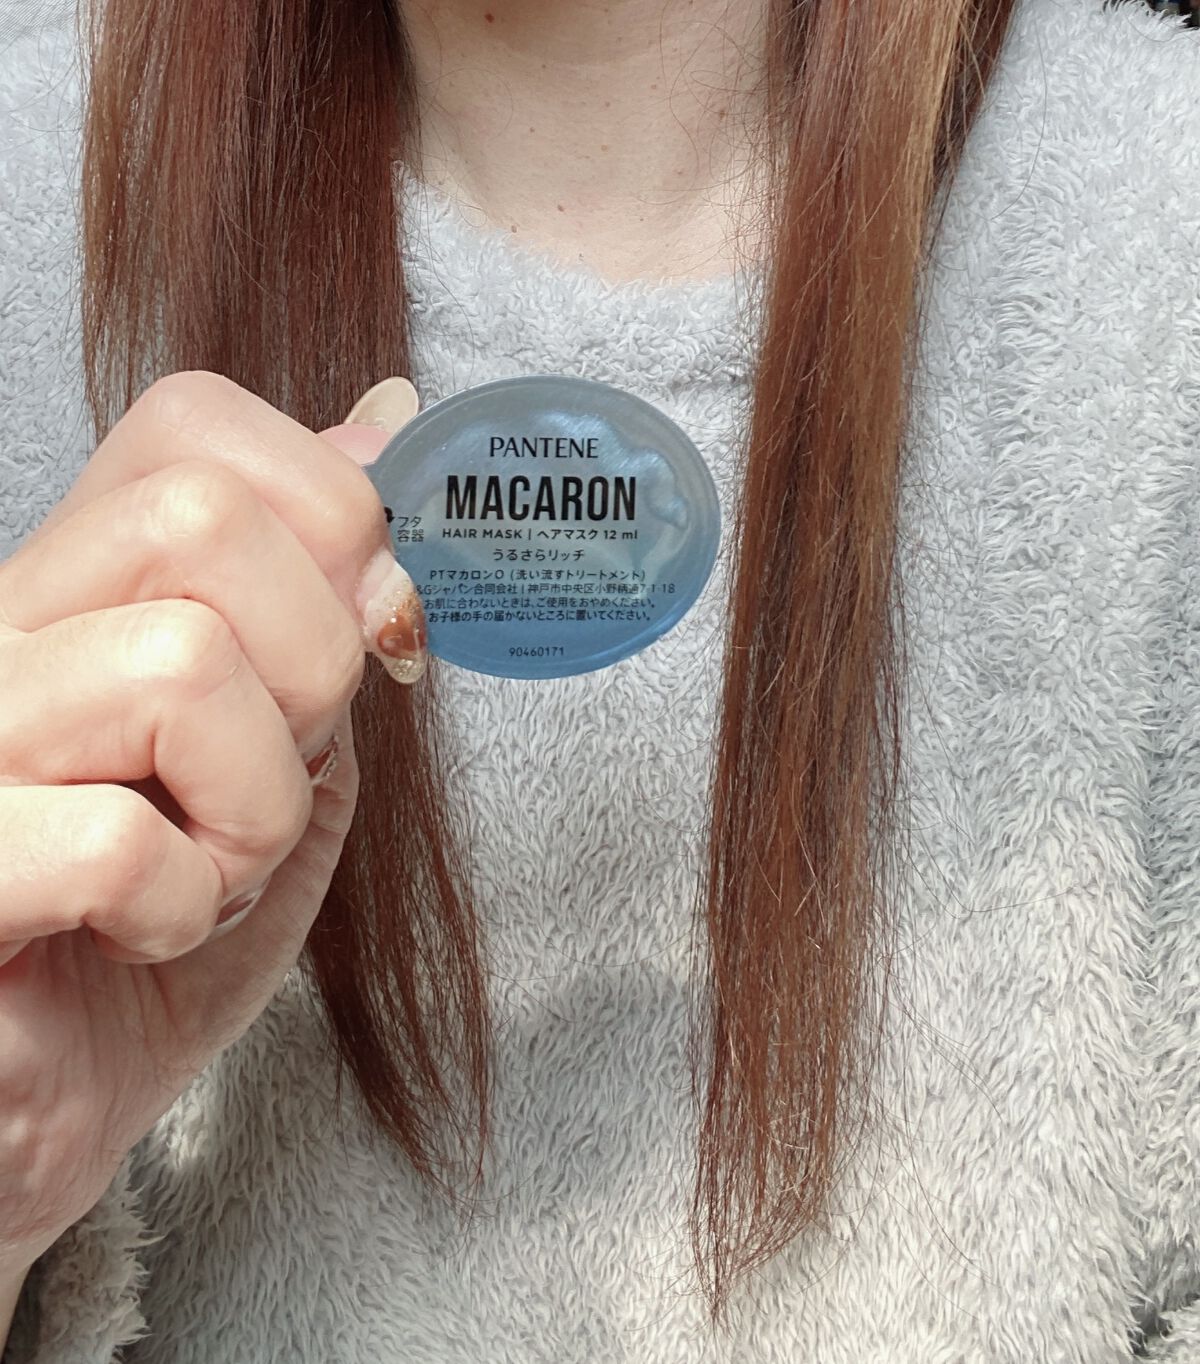 PANTENE
MACARON
フタ
容器
HAIR MASK | ヘアマスク 12 ml
うるさらリッチ
PTマカロンO (洗い流すトリートメント)
&Gジャパン合同会社 | 神戸市中央区小野柄通7-1-18
お肌に合わないときは、ご使用をおやめください。
お子様の手の届かないところに置いてください。
90460171